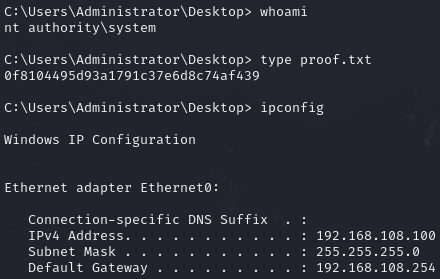 C:\Users\Administrator\Desktop> whoami
nt authority\system
C:\Users\Administrator\Desktop> type proof.txt
0f8104495d93a1791c37e6d8c74af439
C:\Users\Administrator\Desktop> ipconfig
Windows IP Configuration
Ethernet adapter Ethernet0:
Connection-specific DNS Suffix  . :
IPv4 Address. . . . . . . . . . . : 192.168.108.100
Subnet Mask . . . . . . . . . . . : 255.255.255.0
Default Gateway . . . . . . . . . : 192.168.108.254